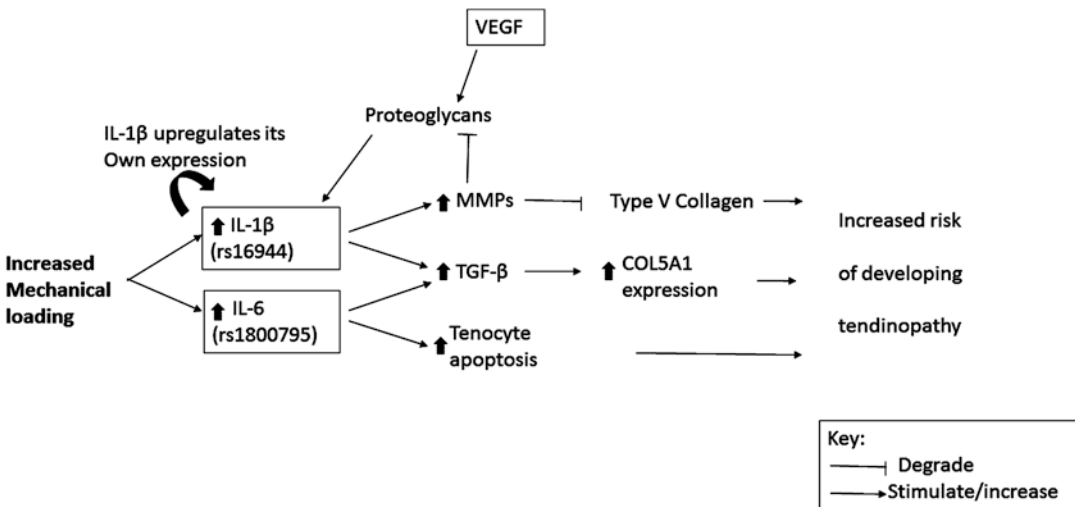 VEGF
Proteoglycans
IL-1β upregulates its
Own expression
MMPs
Type V Collagen
IL-1β
(rs16944)
Increased risk
Increased
Mechanical
loading
TGF-β
COL5A1
expression
of developing
IL-6
(rs1800795)
tendinopathy
Tenocyte
apoptosis
Key:
Degrade
Stimulate/increase